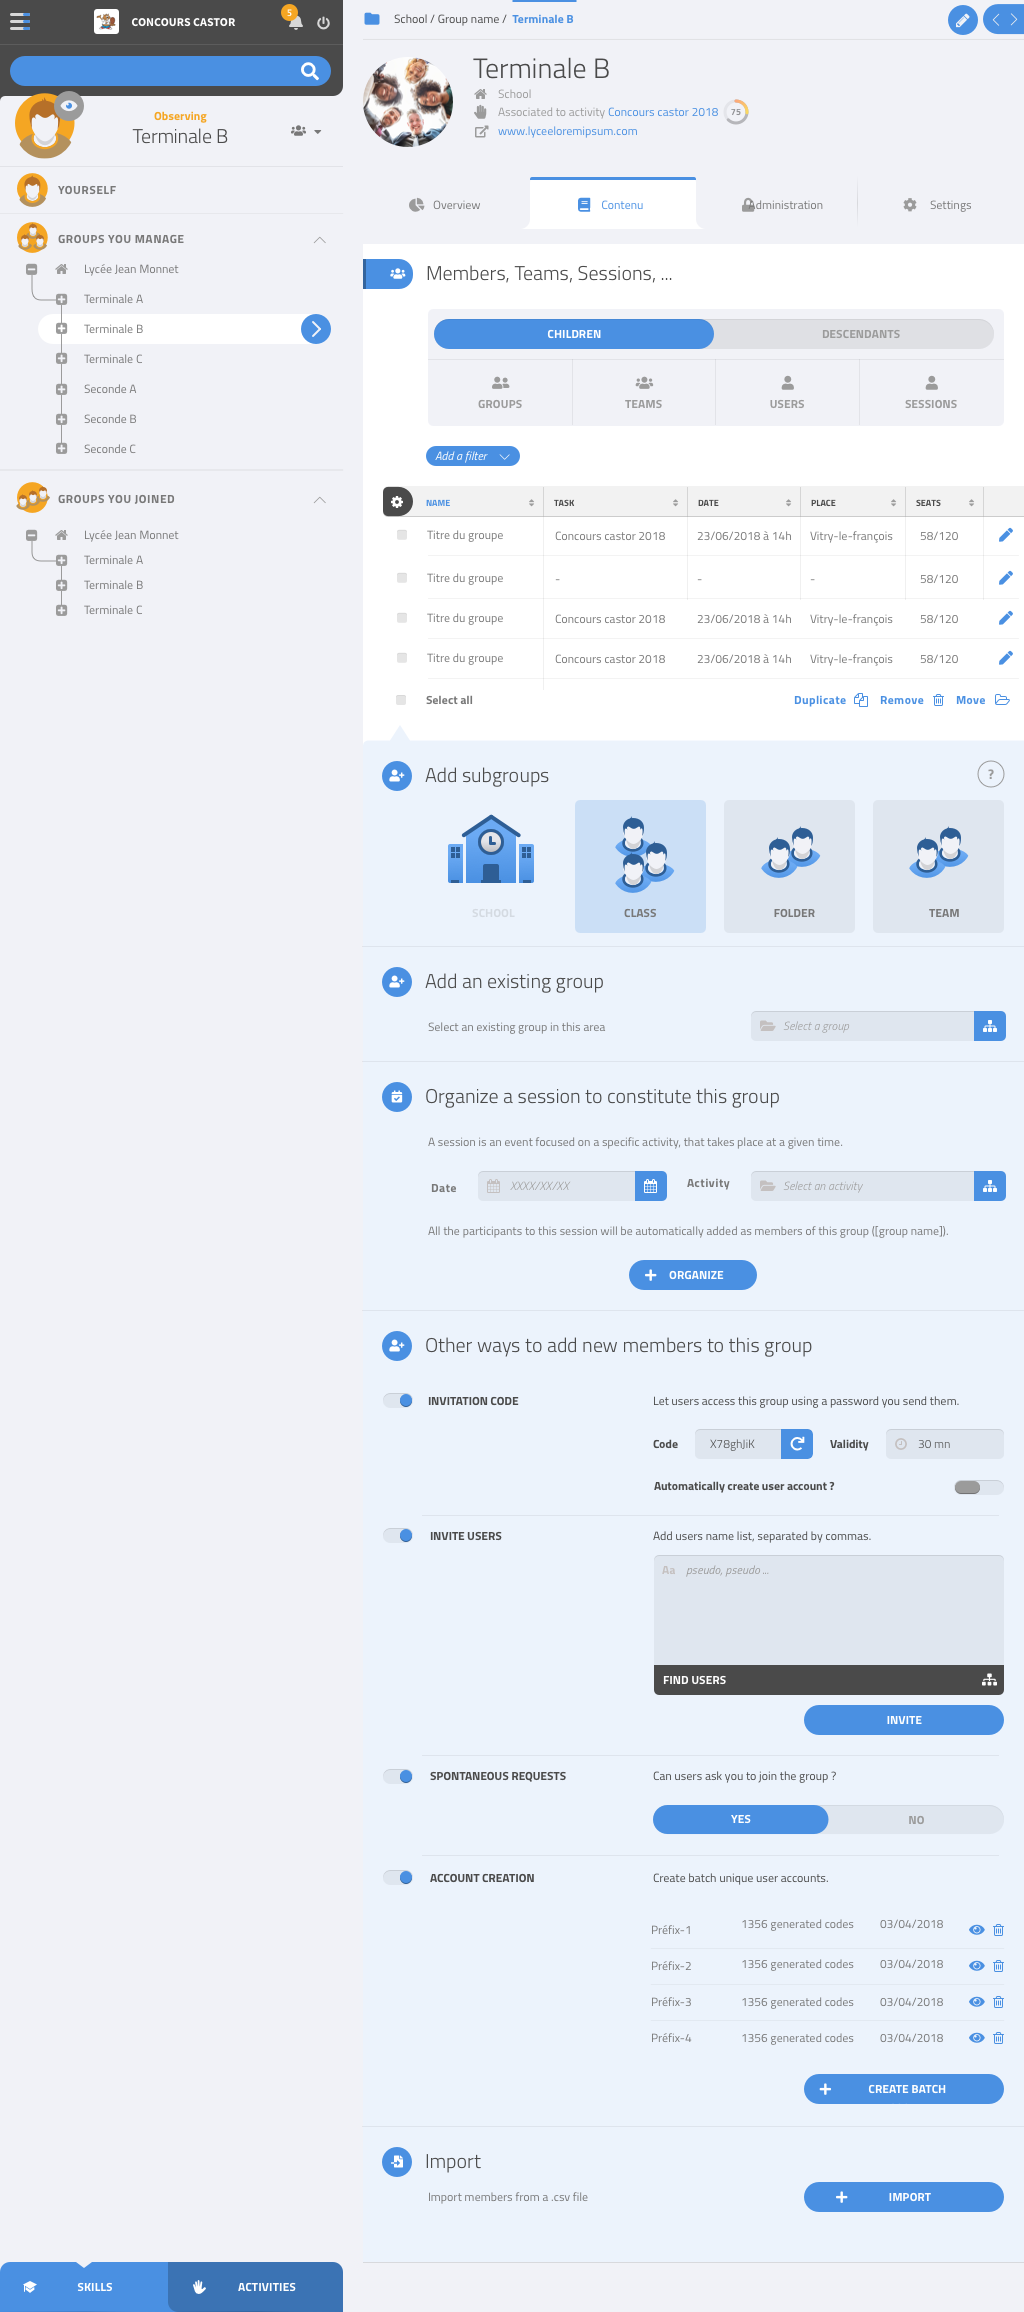 CONCOURS CASTOR
5
Observing
Terminale B
YOURSELF
GROUPS YOU MANAGE
Lycée Jean Monnet
Terminale A
Terminale B
Terminale C
Seconde A
Seconde B
Seconde C
GROUPS YOU JOINED
Lycée Jean Monnet
Terminale A
Terminale B
Terminale C
SKILLS
ACTIVITIES
School / Group name / Terminale B
Terminale B
School
Associated to activity Concours castor 2018 75
www.lyceeloremipsum.com
Overview
Contenu
dministration
Settings
Members, Teams, Sessions, ...
CHILDREN DESCENDANTS
GROUPS TEAMS USERS SESSIONS
Add a filter
NAME TASK DATE PLACE SEATS
Titre du groupe Concours castor 2018 23/06/2018 à 14h Vitry-le-françois 58/120
Titre du groupe - - - 58/120
Titre du groupe Concours castor 2018 23/06/2018 à 14h Vitry-le-françois 58/120
Titre du groupe Concours castor 2018 23/06/2018 à 14h Vitry-le-françois 58/120
Select all Duplicate Remove Move
Add subgroups ?
SCHOOL CLASS FOLDER TEAM
Add an existing group
Select an existing group in this area Select a group
Organize a session to constitute this group
A session is an event focused on a specific activity, that takes place at a given time.
Date XXXX/XX/XX Activity Select an activity
All the participants to this session will be automatically added as members of this group ([group name]).
ORGANIZE
Other ways to add new members to this group
INVITATION CODE Let users access this group using a password you send them.
Code X78ghJiK Validity 30 mn
Automatically create user account ?
INVITE USERS Add users name list, separated by commas.
Aa pseudo, pseudo ...
FIND USERS
INVITE
SPONTANEOUS REQUESTS Can users ask you to join the group ?
YES NO
ACCOUNT CREATION Create batch unique user accounts.
Préfix-1 1356 generated codes 03/04/2018
Préfix-2 1356 generated codes 03/04/2018
Préfix-3 1356 generated codes 03/04/2018
Préfix-4 1356 generated codes 03/04/2018
CREATE BATCH
Import
Import members from a .csv file IMPORT